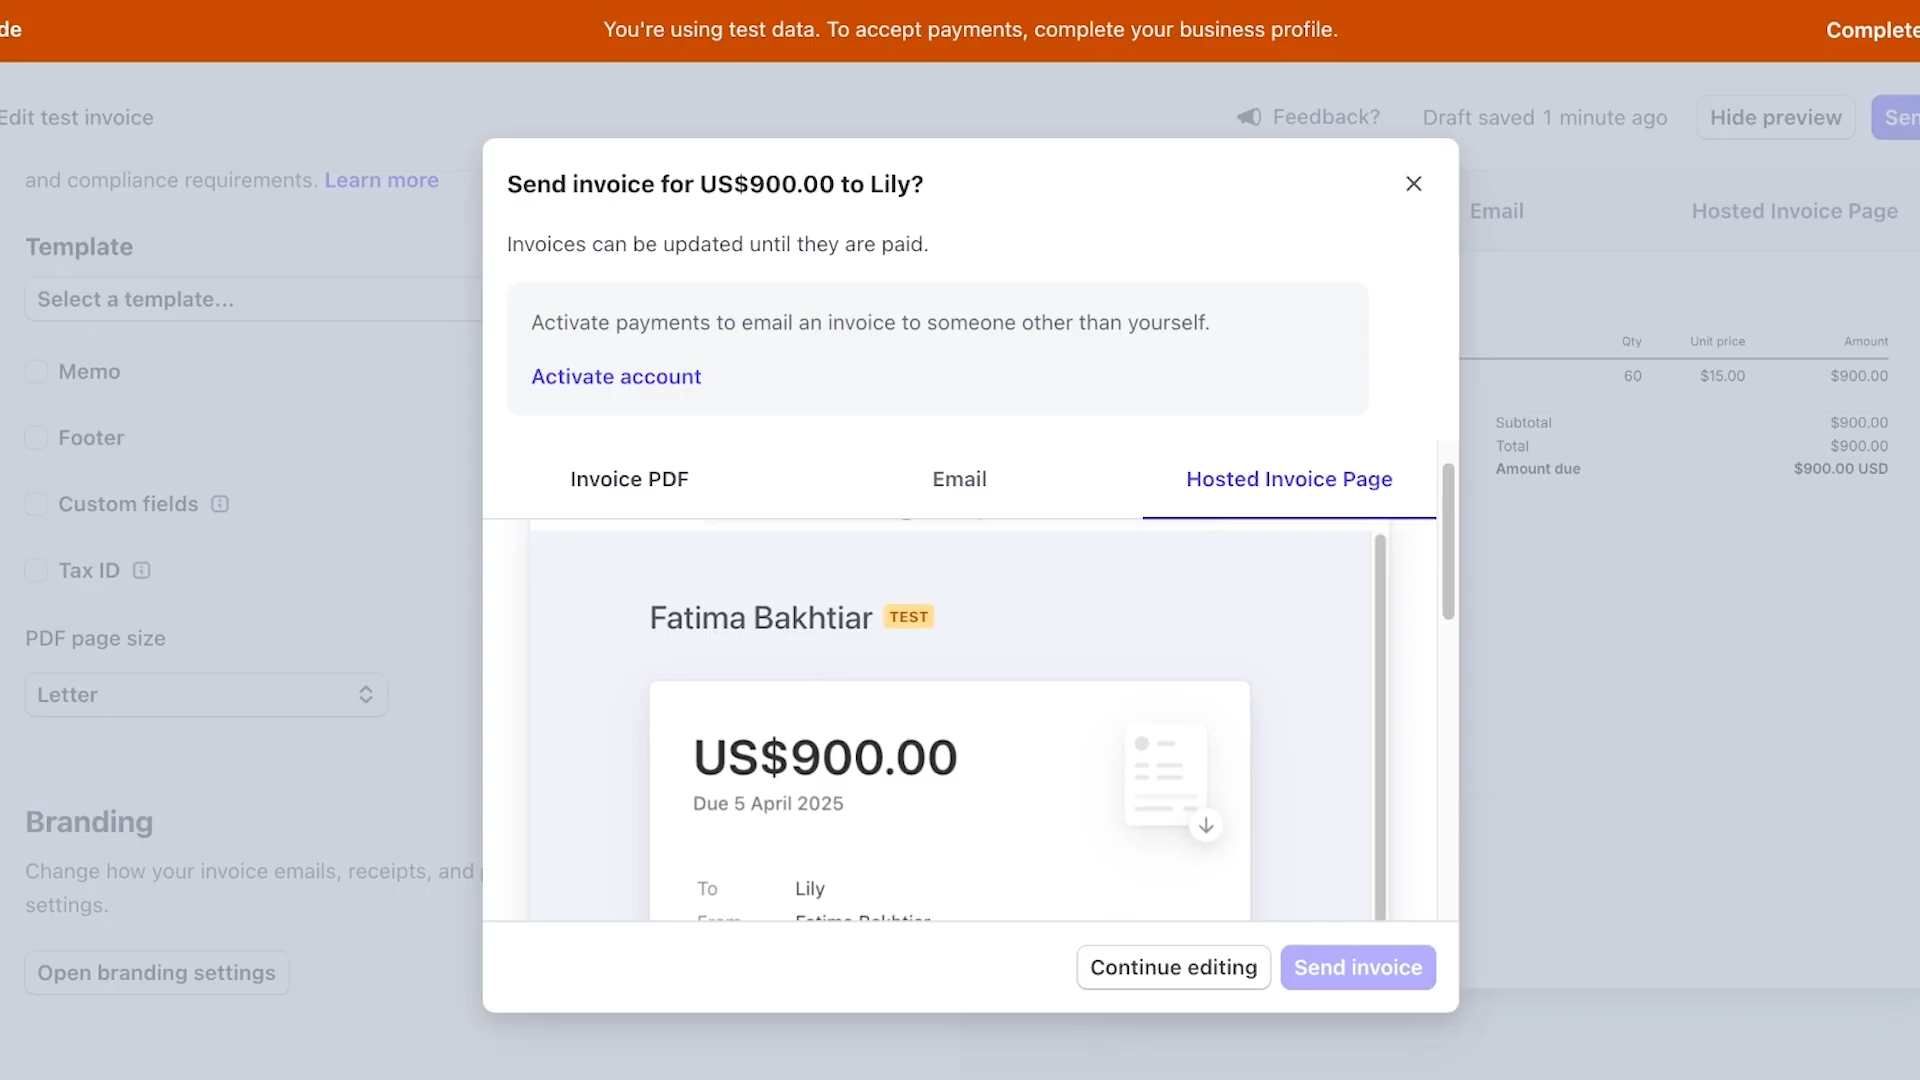 de
You're using test data. To accept payments, complete your business profile.
Complete
Edit test invoice
Feedback?
Draft saved 1 minute ago
Hide preview
Sen
and compliance requirements. Learn more
Template
Select a template...
Memo
Footer
Custom fields
Tax ID
PDF page size
Letter
Branding
Change how your invoice emails, receipts, and
settings.
Open branding settings
Send invoice for US$900.00 to Lily?
Invoices can be updated until they are paid.
Activate payments to email an invoice to someone other than yourself.
Activate account
Invoice PDF
Email
Hosted Invoice Page
Fatima Bakhtiar TEST
US$900.00
Due 5 April 2025
To Lily
From Fatima Bakhtiar
Continue editing
Send invoice
Email
Hosted Invoice Page
Qty Unit price Amount
60 $15.00 $900.00
Subtotal $900.00
Total $900.00
Amount due $900.00 USD